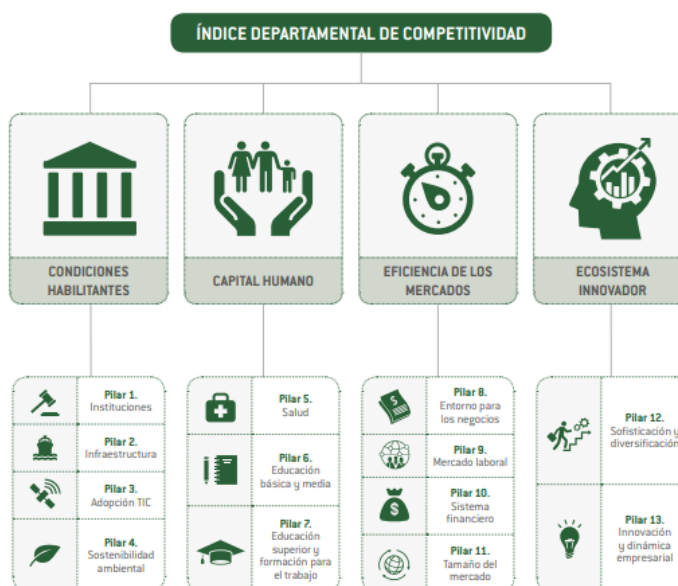 ÍNDICE DEPARTAMENTAL DE COMPETITIVIDAD
CONDICIONES
HABILITANTES
CAPITAL HUMANO
EFICIENCIA DE LOS
MERCADOS
ECOSISTEMA
INNOVADOR
Pilar 1.
Instituciones
Pilar 2.
Infraestructura
Pilar 3.
Adopción TIC
Pilar 4.
Sostenibilidad
ambiental
Pilar 5.
Salud
Pilar 6.
Educación
básica y media
Pilar 7.
Educación
superior y
formación para
el trabajo
Pilar 8.
Entorno para
los negocios
Pilar 9.
Mercado laboral
Pilar 10.
Sistema
financiero
Pilar 11.
Tamaño del
mercado
Pilar 12.
Sofisticación y
diversificación
Pilar 13.
Innovación
y dinámica
empresarial